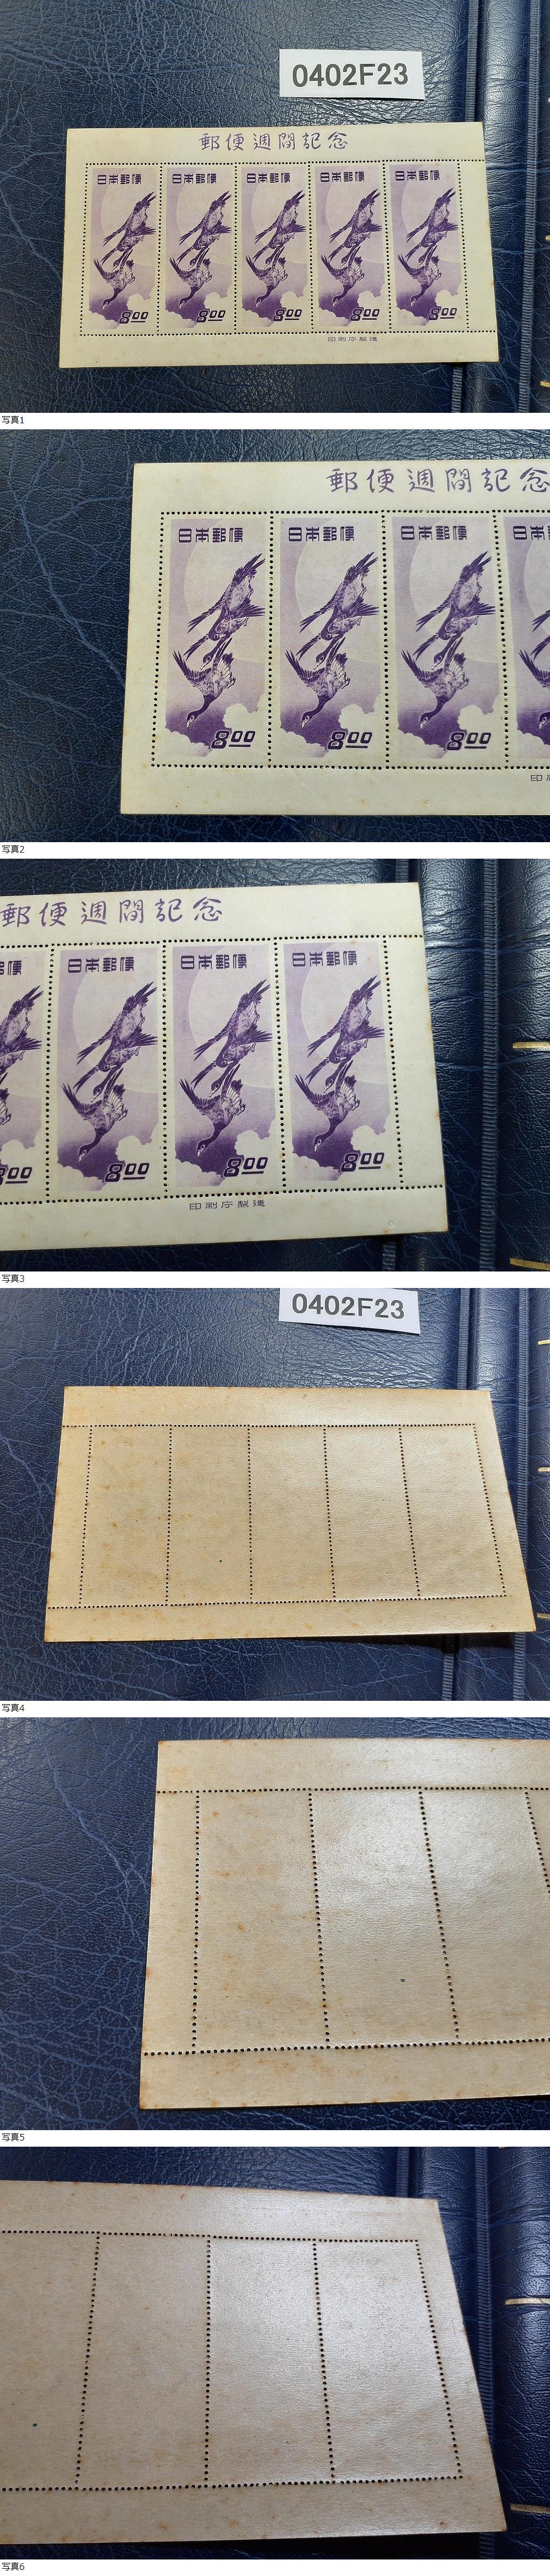 0402F23
郵便週間記念
日本郵便 日本郵便 日本郵便 日本郵便 日本郵便
8.00 8.00 8.00 8.00 8.00
印刷庁製造
写真1
郵便週間記念
日本郵便 日本郵便 日本郵便 日本
8.00 8.00 8.00
印
写真2
郵便週間記念
便 日本郵便 日本郵便 日本郵便
8.00 8.00 8.00 8.00
印刷庁製造
写真3
0402F23
写真4
写真5
写真6